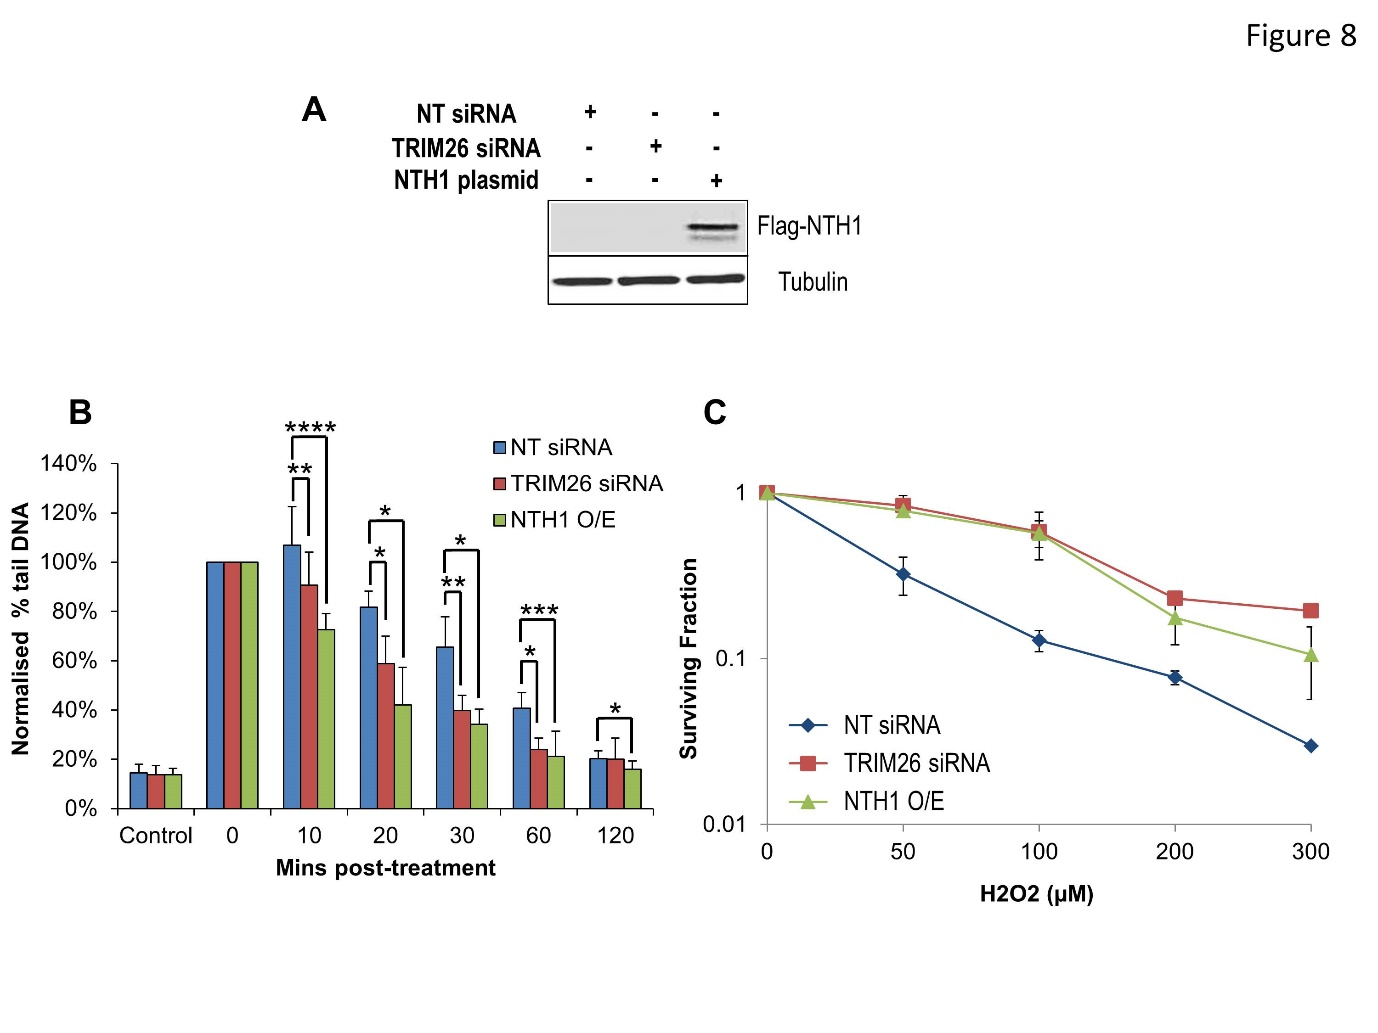 Figure 8
A
NT siRNA + - -
TRIM26 siRNA - + -
NTH1 plasmid - - +
Flag-NTH1
Tubulin
B
Normalised % tail DNA
140%
120%
100%
80%
60%
40%
20%
0%
****
**
*
*
*
**
***
*
*
NT siRNA
TRIM26 siRNA
NTH1 O/E
Control 0 10 20 30 60 120
Mins post-treatment
C
Surviving Fraction
1
0.1
0.01
NT siRNA
TRIM26 siRNA
NTH1 O/E
0 50 100 200 300
H2O2 (µM)